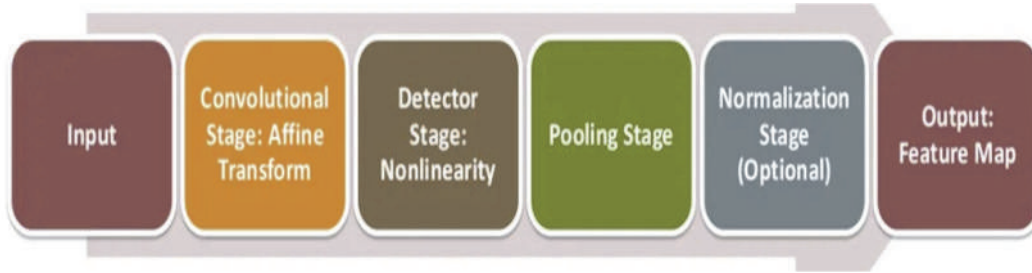 Input
Convolutional
Stage: Affine
Transform
Detector
Stage:
Nonlinearity
Pooling Stage
Normalization
Stage
(Optional)
Output:
Feature Map